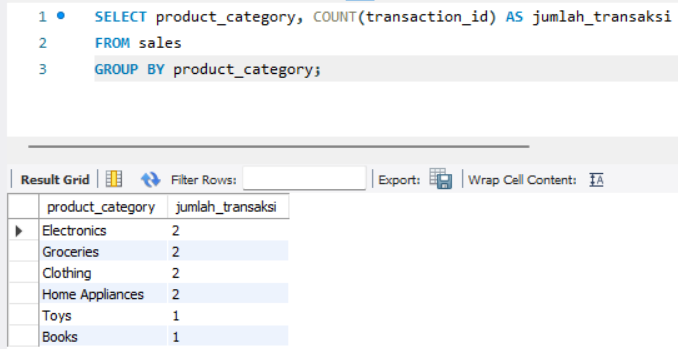 1 SELECT product_category, COUNT(transaction_id) AS jumlah_transaksi
2 FROM sales
3 GROUP BY product_category;
Result Grid Filter Rows: Export: Wrap Cell Content: IA
product_category jumlah_transaksi
Electronics 2
Groceries 2
Clothing 2
Home Appliances 2
Toys 1
Books 1